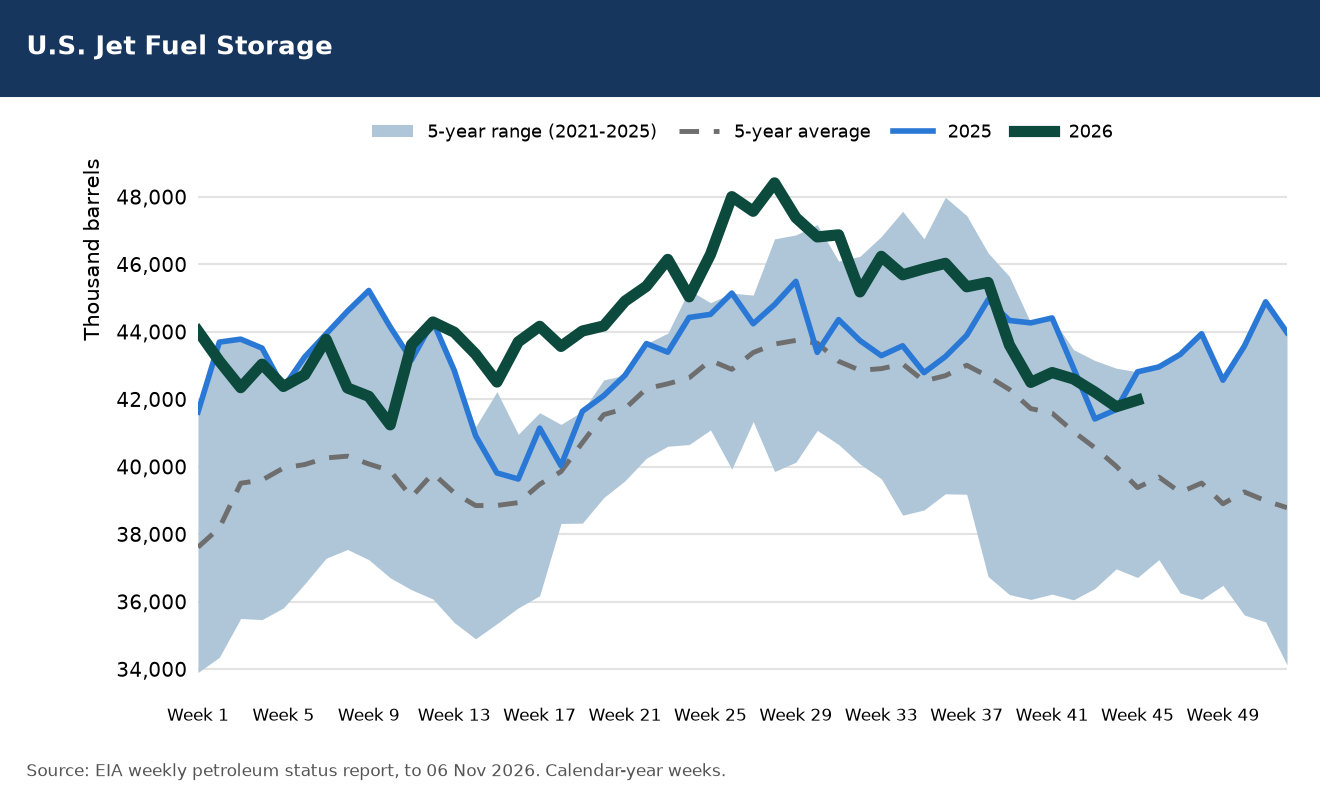 U.S. Jet Fuel Storage
5-year range (2021-2025)
5-year average
2025
2026
Thousand barrels
48,000
46,000
44,000
42,000
40,000
38,000
36,000
34,000
Week 1
Week 5
Week 9
Week 13
Week 17
Week 21
Week 25
Week 29
Week 33
Week 37
Week 41
Week 45
Week 49
Source: EIA weekly petroleum status report, to 06 Nov 2026. Calendar-year weeks.